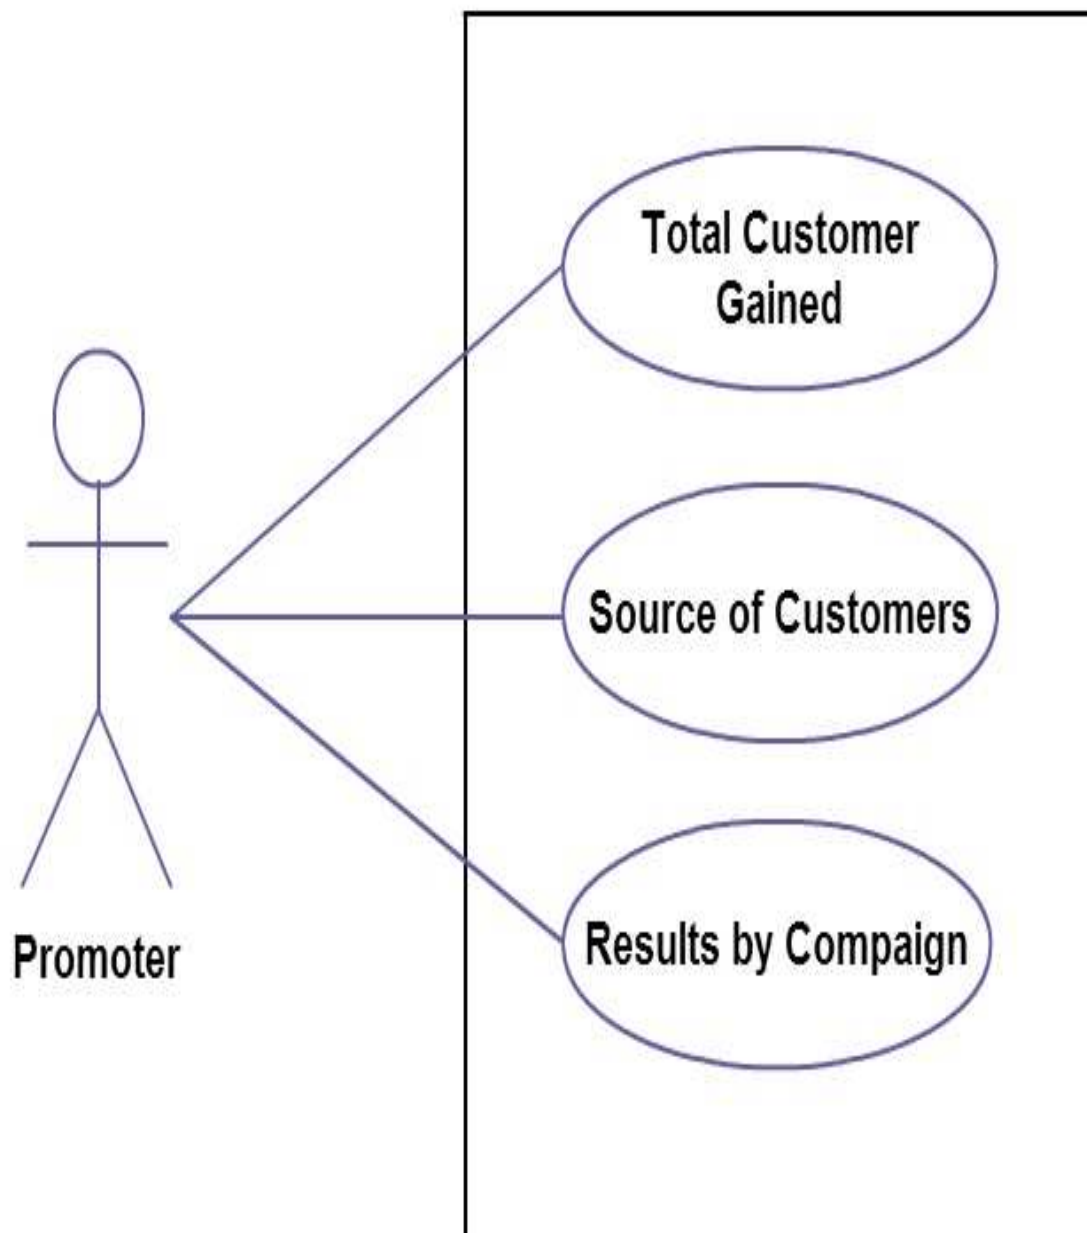 Total Customer
Gained
Source of Customers
Results by Compaign
Promoter